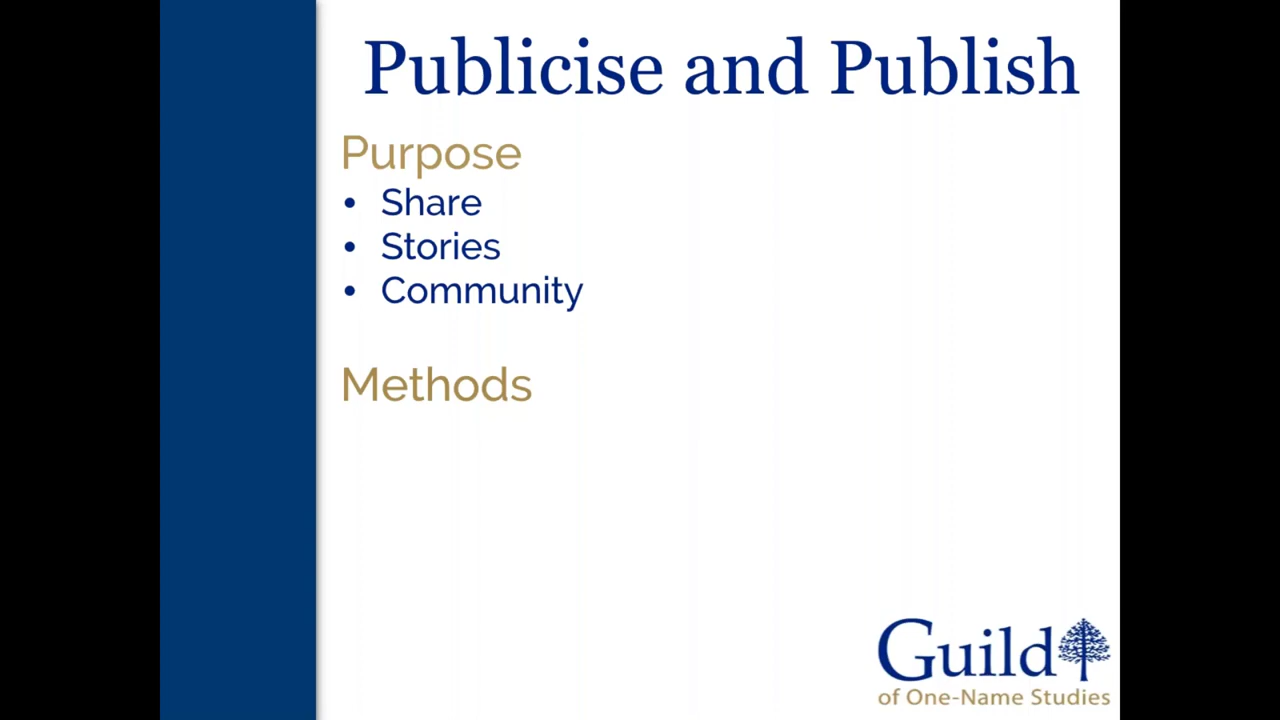 Publicise and Publish
Purpose
• Share
• Stories
• Community
Methods
Guild
of One-Name Studies